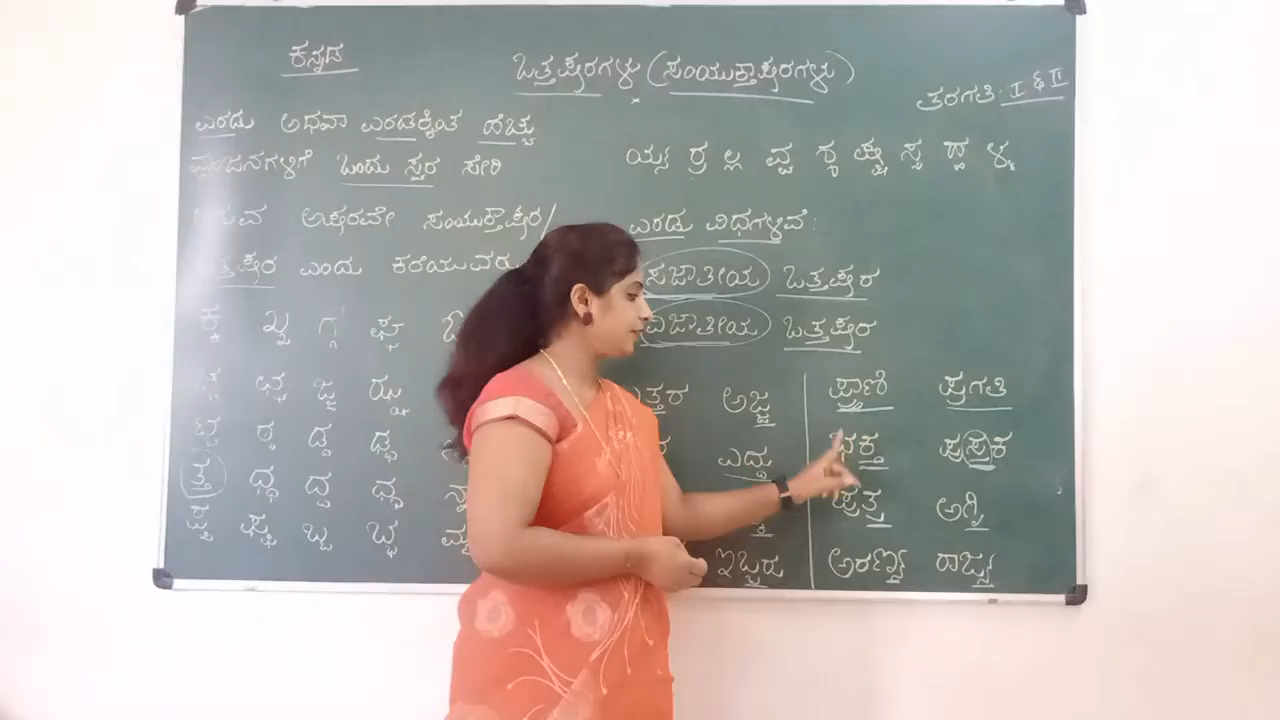 ಕನ್ನಡ
ಒತ್ತಕ್ಷರಗಳು (ಸಂಯುಕ್ತಾಕ್ಷರಗಳು)
ತರಗತಿ: I & II
ಎರಡು ಅಥವಾ ಎರಡಕ್ಕಿಂತ ಹೆಚ್ಚು
ವ್ಯಂಜನಗಳಿಗೆ ಒಂದು ಸ್ವರ ಸೇರಿ
ಅಕ್ಷರವೇ ಸಂಯುಕ್ತಾಕ್ಷರ/
ಎಂದು ಕರೆಯುವರು
ಕ್ಕ ಖ್ಖ ಗ್ಗ ಘ್ಘ
ಛ್ಛ ಜ್ಜ ಝ್ಝ
ಠ್ಠ ಡ್ಡ ಢ್ಢ
ತ್ತ ಥ್ಥ ದ್ದ ಧ್ಧ ನ್ನ
ಪ್ಪ ಫ್ಫ ಬ್ಬ ಭ್ಭ ಮ್ಮ
ಯ್ಯ ರ್ರ ಲ್ಲ ವ್ವ ಶ್ಶ ಷ್ಷ ಸ್ಸ ಹ್ಹ ಳ್ಳ
ಎರಡು ವಿಧಗಳಿವೆ:
ಸಜಾತೀಯ ಒತ್ತಕ್ಷರ
ವಿಜಾತೀಯ ಒತ್ತಕ್ಷರ
ಅಜ್ಜ
ಎದ್ದು
ಇಬ್ಬರು
ಪ್ರಾಣಿ ಪ್ರಗತಿ
ಭಕ್ತ
ಅಗ್ನಿ
ಅರಣ್ಯ ರಾಜ್ಯ